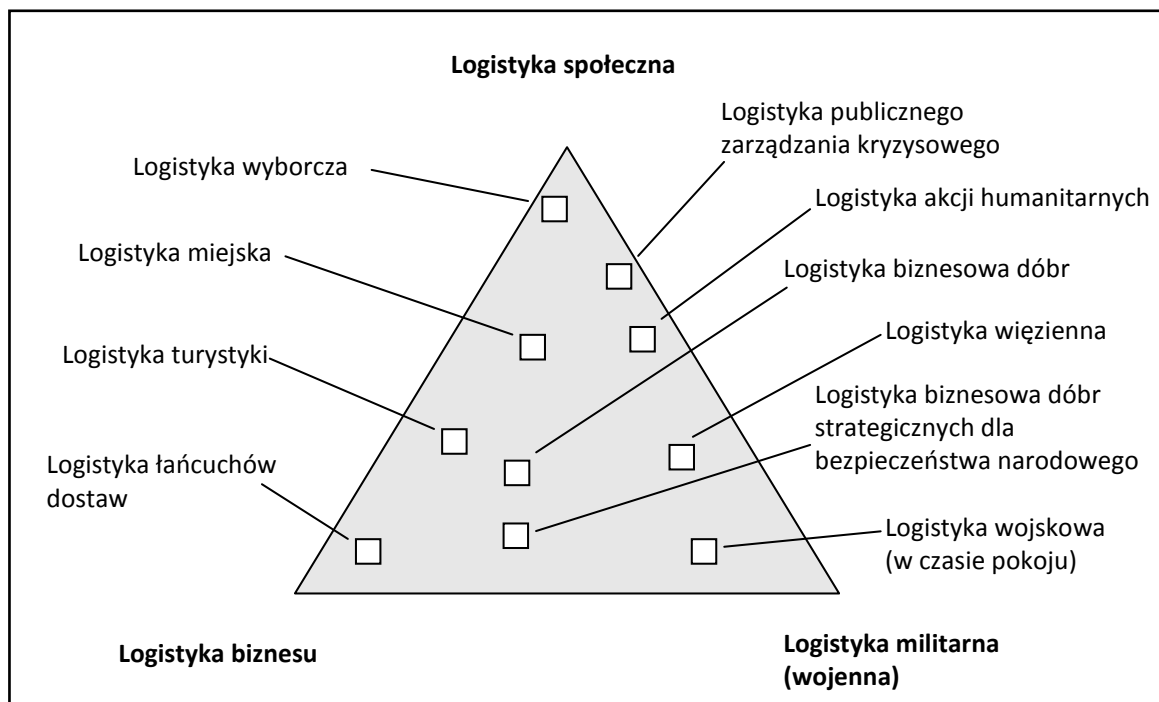 Logistyka społeczna
Logistyka publicznego
zarządzania kryzysowego
Logistyka wyborcza
Logistyka akcji humanitarnych
Logistyka miejska
Logistyka biznesowa dóbr
Logistyka turystyki
Logistyka więzienna
Logistyka biznesowa dóbr
strategicznych dla
bezpieczeństwa narodowego
Logistyka łańcuchów
dostaw
Logistyka wojskowa
(w czasie pokoju)
Logistyka biznesu
Logistyka militarna
(wojenna)